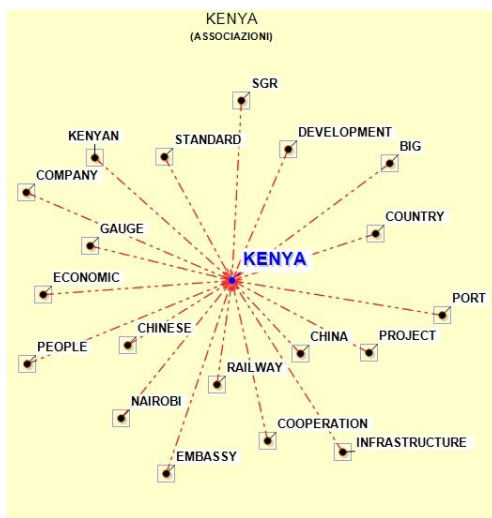 KENYA
(ASSOCIAZIONI)
SGR
DEVELOPMENT
KENYAN
STANDARD
BIG
COMPANY
GAUGE
COUNTRY
KENYA
ECONOMIC
PORT
CHINESE
CHINA
PROJECT
PEOPLE
RAILWAY
NAIROBI
COOPERATION
INFRASTRUCTURE
EMBASSY